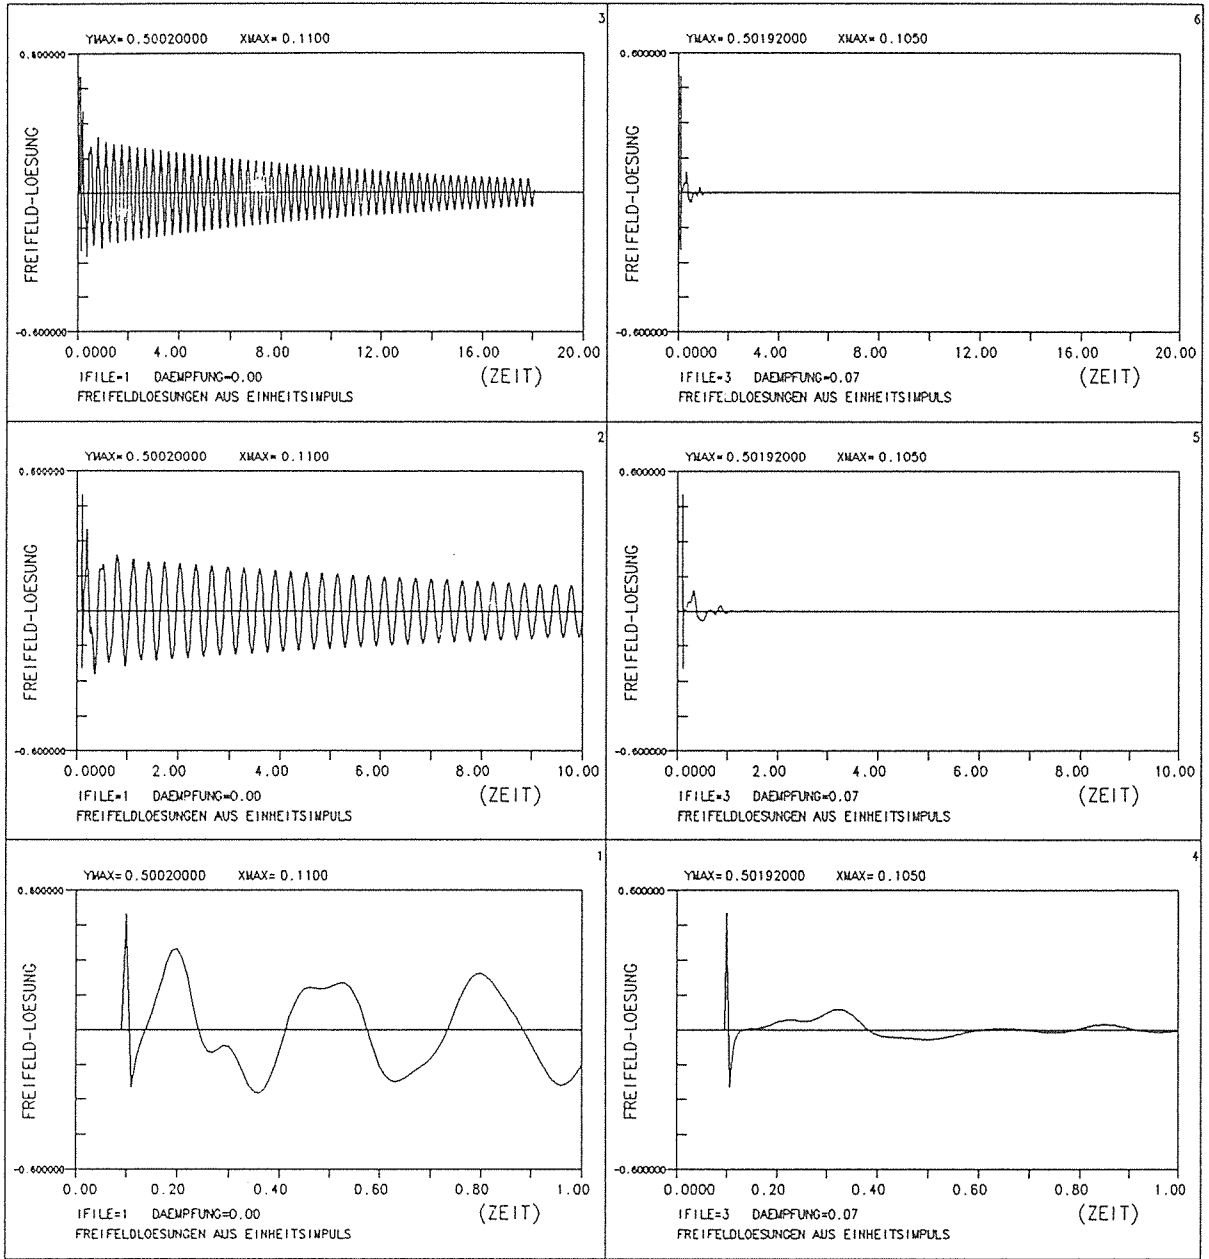 3
YMAX= 0.50020000 XMAX= 0.1100
0.600000
FREIFELD-LOESUNG
-0.600000
0.0000 4.00 8.00 12.00 16.00 20.00
IFILE=1 DAEMPFUNG=0.00 (ZEIT)
FREIFELDLOESUNGEN AUS EINHEITSIMPULS
6
YMAX= 0.50192000 XMAX= 0.1050
0.600000
FREIFELD-LOESUNG
-0.600000
0.0000 4.00 8.00 12.00 16.00 20.00
IFILE=3 DAEMPFUNG=0.07 (ZEIT)
FREIFELDLOESUNGEN AUS EINHEITSIMPULS
2
YMAX= 0.50020000 XMAX= 0.1100
0.600000
FREIFELD-LOESUNG
-0.600000
0.0000 2.00 4.00 6.00 8.00 10.00
IFILE=1 DAEMPFUNG=0.00 (ZEIT)
FREIFELDLOESUNGEN AUS EINHEITSIMPULS
5
YMAX= 0.50192000 XMAX= 0.1050
0.600000
FREIFELD-LOESUNG
-0.600000
0.0000 2.00 4.00 6.00 8.00 10.00
IFILE=3 DAEMPFUNG=0.07 (ZEIT)
FREIFELDLOESUNGEN AUS EINHEITSIMPULS
1
YMAX= 0.50020000 XMAX= 0.1100
0.600000
FREIFELD-LOESUNG
-0.600000
0.00 0.20 0.40 0.60 0.80 1.00
IFILE=1 DAEMPFUNG=0.00 (ZEIT)
FREIFELDLOESUNGEN AUS EINHEITSIMPULS
4
YMAX= 0.50192000 XMAX= 0.1050
0.600000
FREIFELD-LOESUNG
-0.600000
0.0000 0.20 0.40 0.60 0.80 1.00
IFILE=3 DAEMPFUNG=0.07 (ZEIT)
FREIFELDLOESUNGEN AUS EINHEITSIMPULS